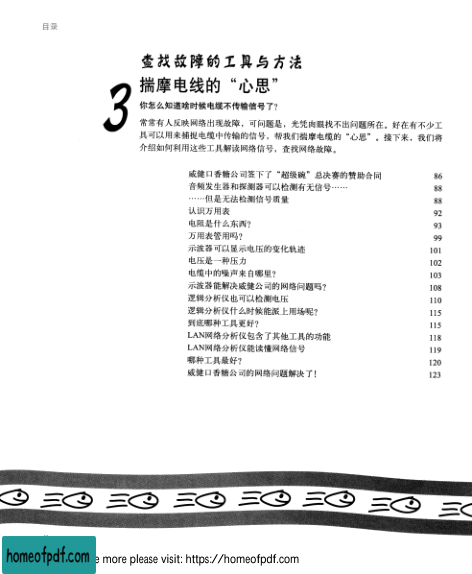 目录
查找故障的工具与方法
3
揣摩电线的“心思”
你怎么知道啥时候电缆不传输信号了?
常常有人反映网络出现故障,可问题是,光凭肉眼找不出问题所在。好在有不少工
具可以用来捕捉电缆中传输的信号,帮我们揣摩电缆的“心思”。接下来,我们将
介绍如何利用这些工具解读网络信号,查找网络故障。
威健口香糖公司签下了“超级碗”总决赛的赞助合同 86
音频发生器和探测器可以检测有无信号…… 88
……但是无法检测信号质量 88
认识万用表 92
电阻是什么东西? 93
万用表管用吗? 99
示波器可以显示电压的变化轨迹 101
电压是一种压力 102
电缆中的噪声来自哪里? 103
示波器能解决威健公司的网络问题吗? 108
逻辑分析仪也可以检测电压 110
逻辑分析仪什么时候能派上用场呢? 115
到底哪种工具更好? 115
LAN网络分析仪包含了其他工具的功能 118
LAN网络分析仪能读懂网络信号 119
哪种工具最好? 120
威健口香糖公司的网络问题解决了! 123
homeofpdf.com
e more please visit: https://homeofpdf.com